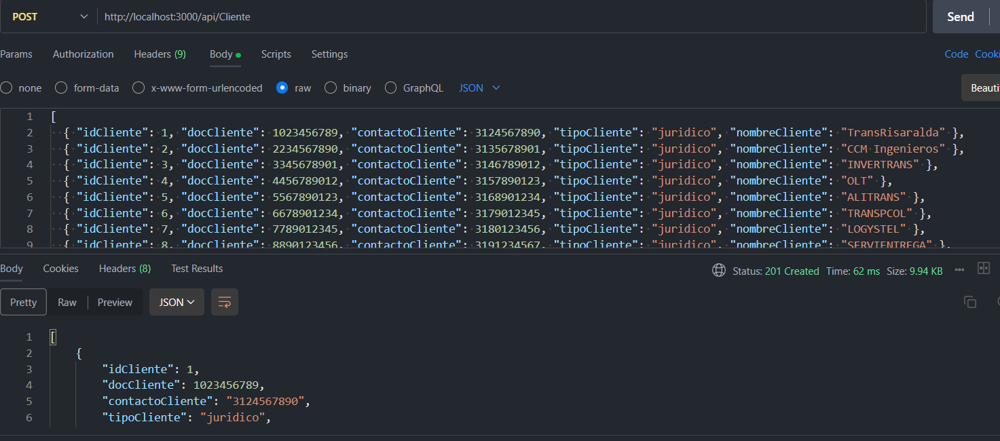 POST http://localhost:3000/api/Cliente Send
Params Authorization Headers (9) Body Scripts Settings Code Cooki
none form-data x-www-form-urlencoded raw binary GraphQL JSON Beauti
1 [
2 { "idCliente": 1, "docCliente": 1023456789, "contactoCliente": 3124567890, "tipoCliente": "juridico", "nombreCliente": "TransRisaralda" },
3 { "idCliente": 2, "docCliente": 2234567890, "contactoCliente": 3135678901, "tipoCliente": "juridico", "nombreCliente": "CCM Ingenieros" },
4 { "idCliente": 3, "docCliente": 3345678901, "contactoCliente": 3146789012, "tipoCliente": "juridico", "nombreCliente": "INVERTRANS" },
5 { "idCliente": 4, "docCliente": 4456789012, "contactoCliente": 3157890123, "tipoCliente": "juridico", "nombreCliente": "OLT" },
6 { "idCliente": 5, "docCliente": 5567890123, "contactoCliente": 3168901234, "tipoCliente": "juridico", "nombreCliente": "ALITRANS" },
7 { "idCliente": 6, "docCliente": 6678901234, "contactoCliente": 3179012345, "tipoCliente": "juridico", "nombreCliente": "TRANSPCOL" },
8 { "idCliente": 7, "docCliente": 7789012345, "contactoCliente": 3180123456, "tipoCliente": "juridico", "nombreCliente": "LOGYSTEL" },
9 { "idCliente": 8, "docCliente": 8890123456, "contactoCliente": 3191234567, "tipoCliente": "juridico", "nombreCliente": "SERVIENTREGA" },
Body Cookies Headers (8) Test Results Status: 201 Created Time: 62 ms Size: 9.94 KB
Pretty Raw Preview JSON
1 [
2 {
3 "idCliente": 1,
4 "docCliente": 1023456789,
5 "contactoCliente": "3124567890",
6 "tipoCliente": "juridico",